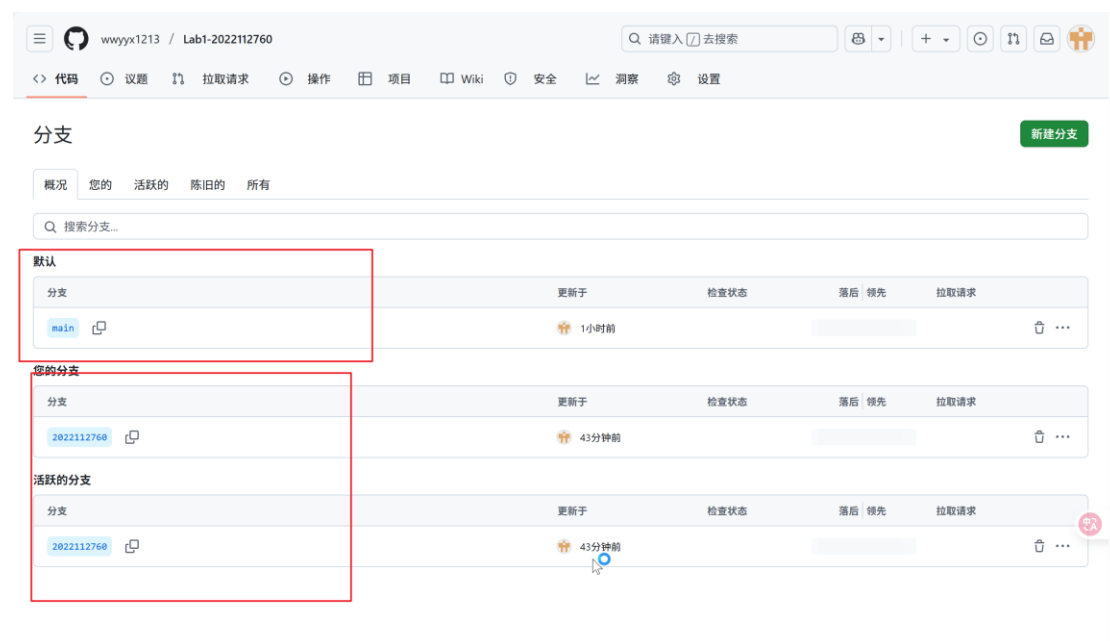 wwyyx1213 / Lab1-2022112760
请键入 / 去搜索
代码 议题 拉取请求 操作 项目 Wiki 安全 洞察 设置
分支
新建分支
概况 您的 活跃的 陈旧的 所有
搜索分支...
默认
分支 更新于 检查状态 落后 领先 拉取请求
main 1小时前
您的分支
分支 更新于 检查状态 落后 领先 拉取请求
2022112760 43分钟前
活跃的分支
分支 更新于 检查状态 落后 领先 拉取请求
2022112760 43分钟前